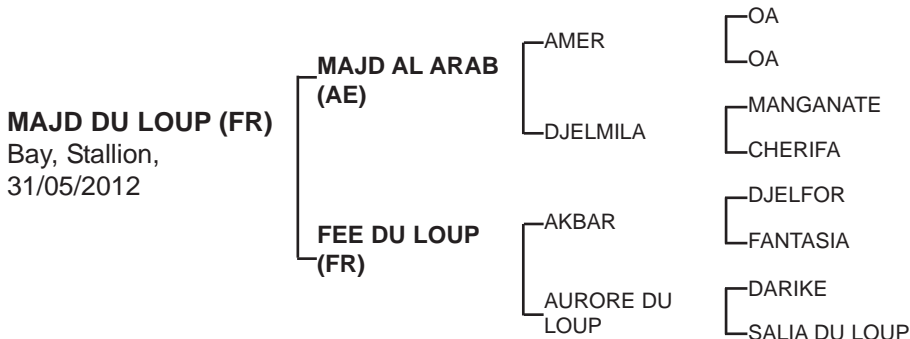 MAJD DU LOUP (FR)
Bay, Stallion,
31/05/2012
MAJD AL ARAB
(AE)
FEE DU LOUP
(FR)
AMER
DJELMILA
AKBAR
AURORE DU
LOUP
OA
OA
MANGANATE
CHERIFA
DJELFOR
FANTASIA
DARIKE
SALIA DU LOUP